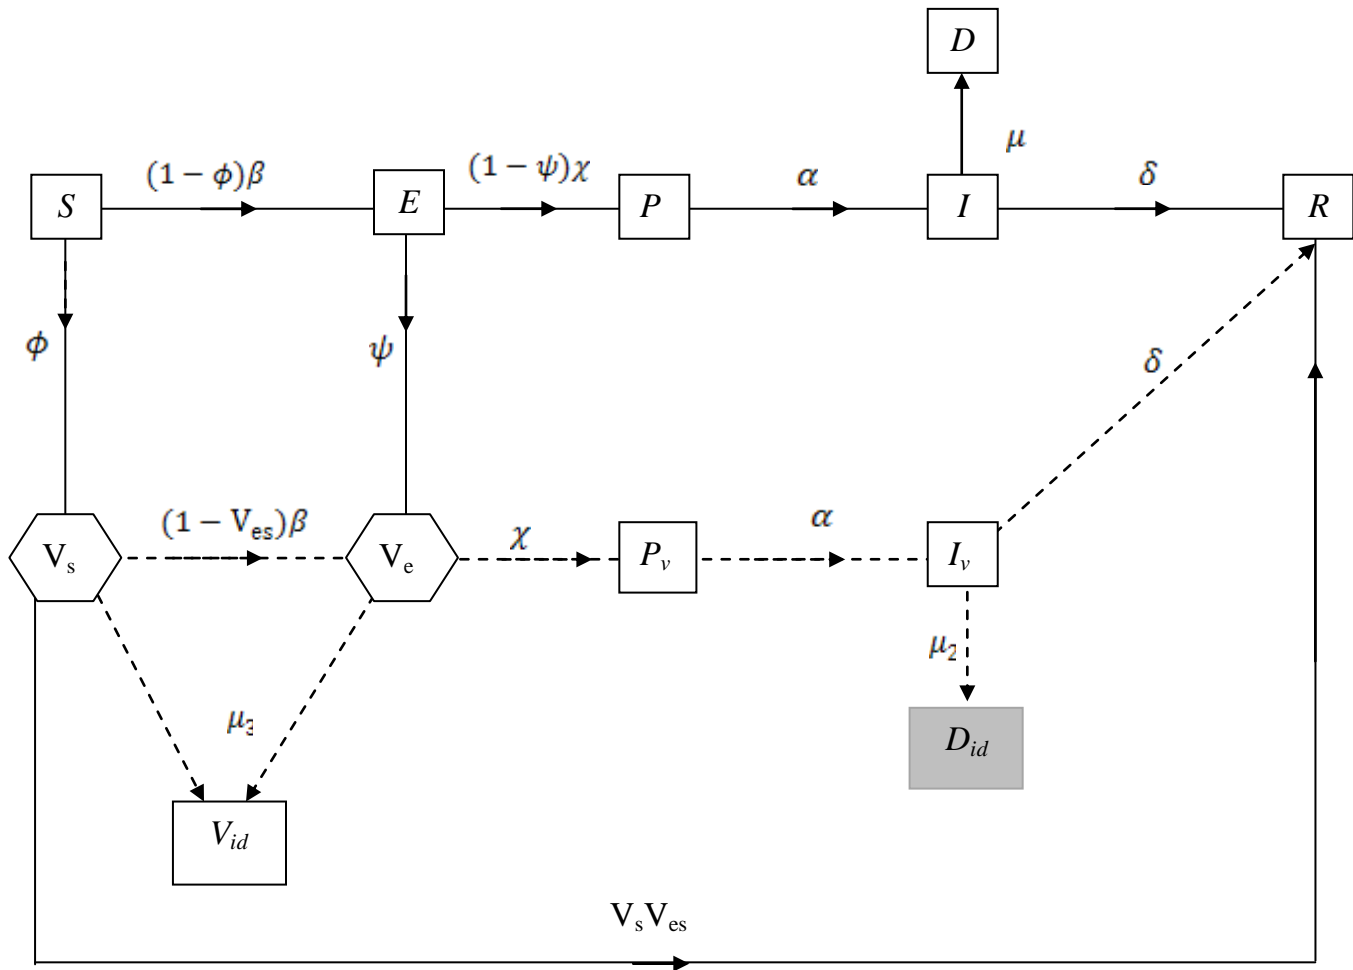 D
μ
(1 − ϕ)β
(1 − ψ)χ
α
δ
S
E
P
I
R
ϕ
ψ
δ
(1 − V_es)β
χ
α
V_s
V_e
P_v
I_v
μ_2
μ_3
D_id
V_id
V_sV_es